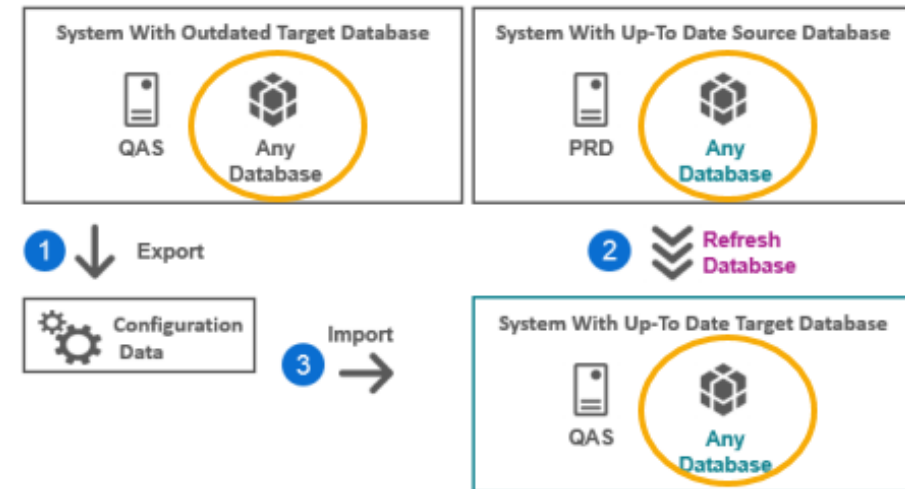 System With Outdated Target Database
System With Up-To Date Source Database
QAS
Any
Database
PRD
Any
Database
1
Export
2
Refresh
Database
Configuration
Data
3
Import
System With Up-To Date Target Database
QAS
Any
Database